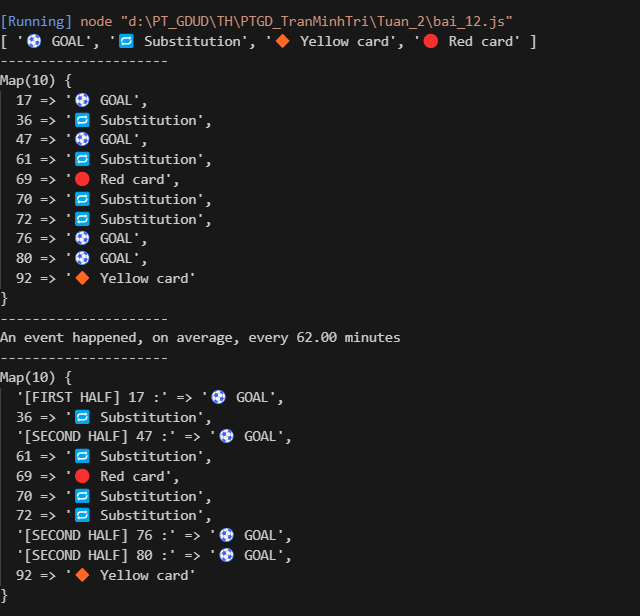 [Running] node "d:\PT_GDUD\TH\PTGD_TranMinhTri\Tuan_2\bai_12.js"
[ '⚽ GOAL', '🔁 Substitution', '🔶 Yellow card', '🔴 Red card' ]
---------------------
Map(10) {
  17 => '⚽ GOAL',
  36 => '🔁 Substitution',
  47 => '⚽ GOAL',
  61 => '🔁 Substitution',
  69 => '🔴 Red card',
  70 => '🔁 Substitution',
  72 => '🔁 Substitution',
  76 => '⚽ GOAL',
  80 => '⚽ GOAL',
  92 => '🔶 Yellow card'
}
---------------------
An event happened, on average, every 62.00 minutes
---------------------
Map(10) {
  '[FIRST HALF] 17 :' => '⚽ GOAL',
  36 => '🔁 Substitution',
  '[SECOND HALF] 47 :' => '⚽ GOAL',
  61 => '🔁 Substitution',
  69 => '🔴 Red card',
  70 => '🔁 Substitution',
  72 => '🔁 Substitution',
  '[SECOND HALF] 76 :' => '⚽ GOAL',
  '[SECOND HALF] 80 :' => '⚽ GOAL',
  92 => '🔶 Yellow card'
}